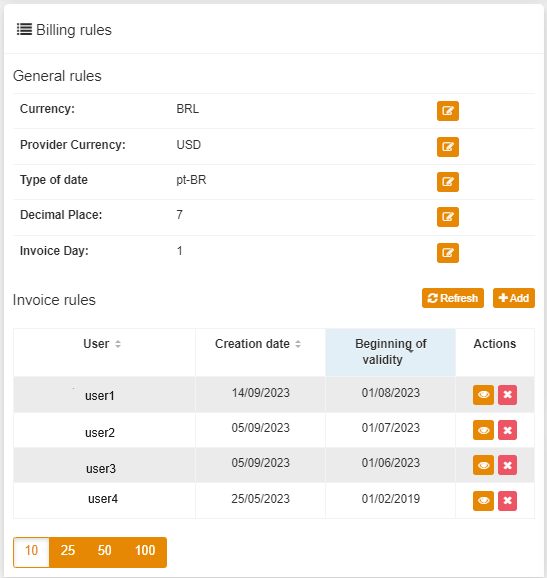 Billing rules
General rules
Currency: BRL
Provider Currency: USD
Type of date pt-BR
Decimal Place: 7
Invoice Day: 1
Invoice rules Refresh Add
User Creation date Beginning of validity Actions
user1 14/09/2023 01/08/2023
user2 05/09/2023 01/07/2023
user3 05/09/2023 01/06/2023
user4 25/05/2023 01/02/2019
10 25 50 100